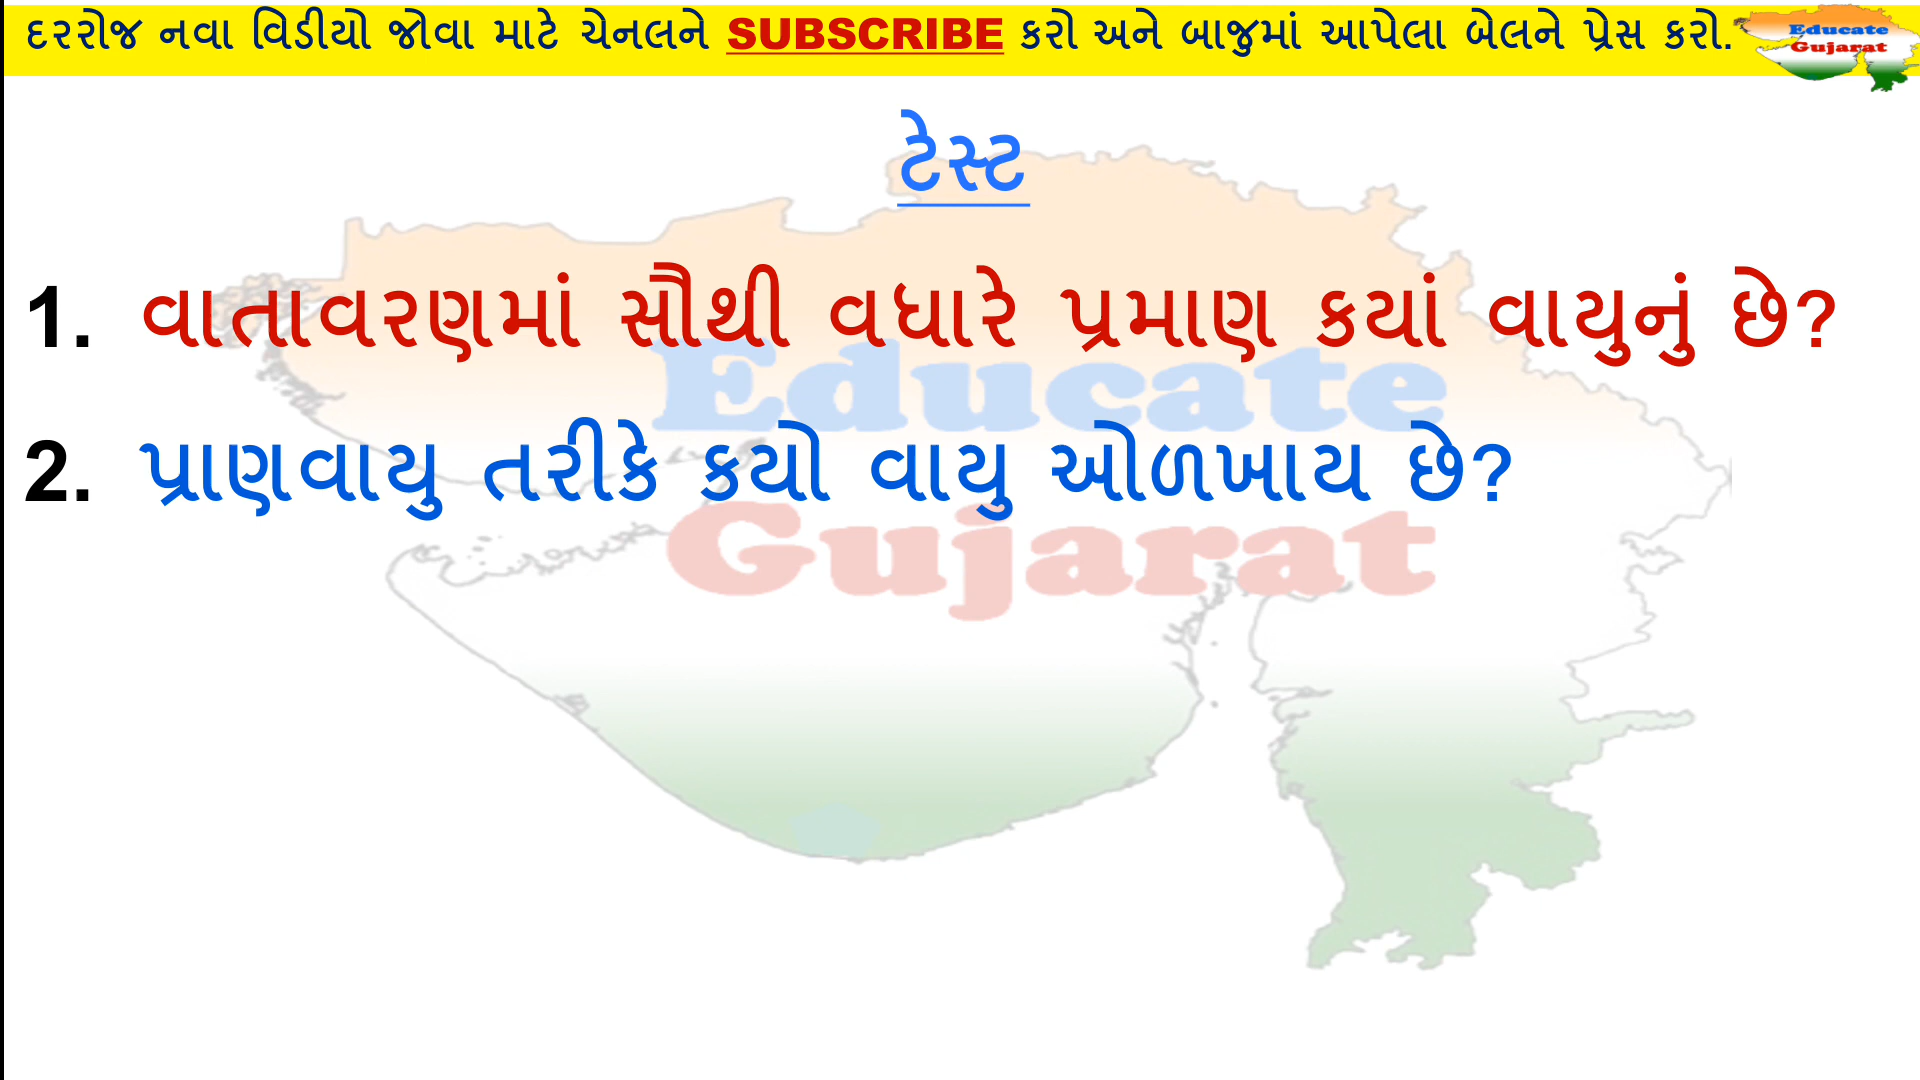 દરરોજ નવા વિડીયો જોવા માટે ચેનલને SUBSCRIBE કરો અને બાજુમાં આપેલા બેલને પ્રેસ કરો.
Educate
Gujarat
ટેસ્ટ
1. વાતાવરણમાં સૌથી વધારે પ્રમાણ કયાં વાયુનું છે?
Educate
2. પ્રાણવાયુ તરીકે કયો વાયુ ઓળખાય છે?
Gujarat